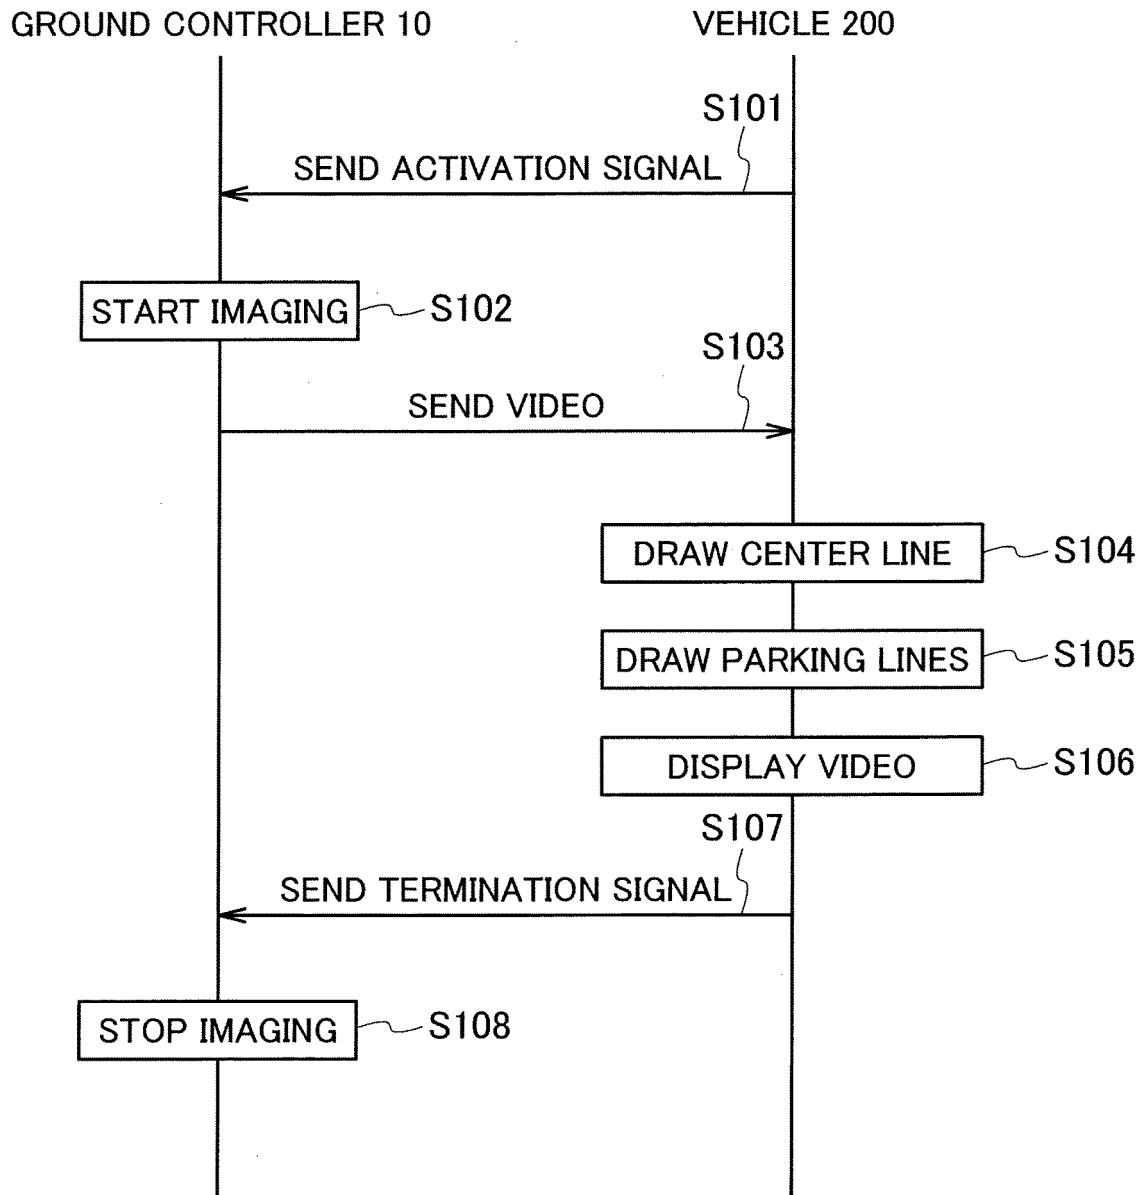 GROUND CONTROLLER 10
VEHICLE 200
S101
SEND ACTIVATION SIGNAL
START IMAGING
S102
S103
SEND VIDEO
DRAW CENTER LINE
S104
DRAW PARKING LINES
S105
DISPLAY VIDEO
S106
S107
SEND TERMINATION SIGNAL
STOP IMAGING
S108